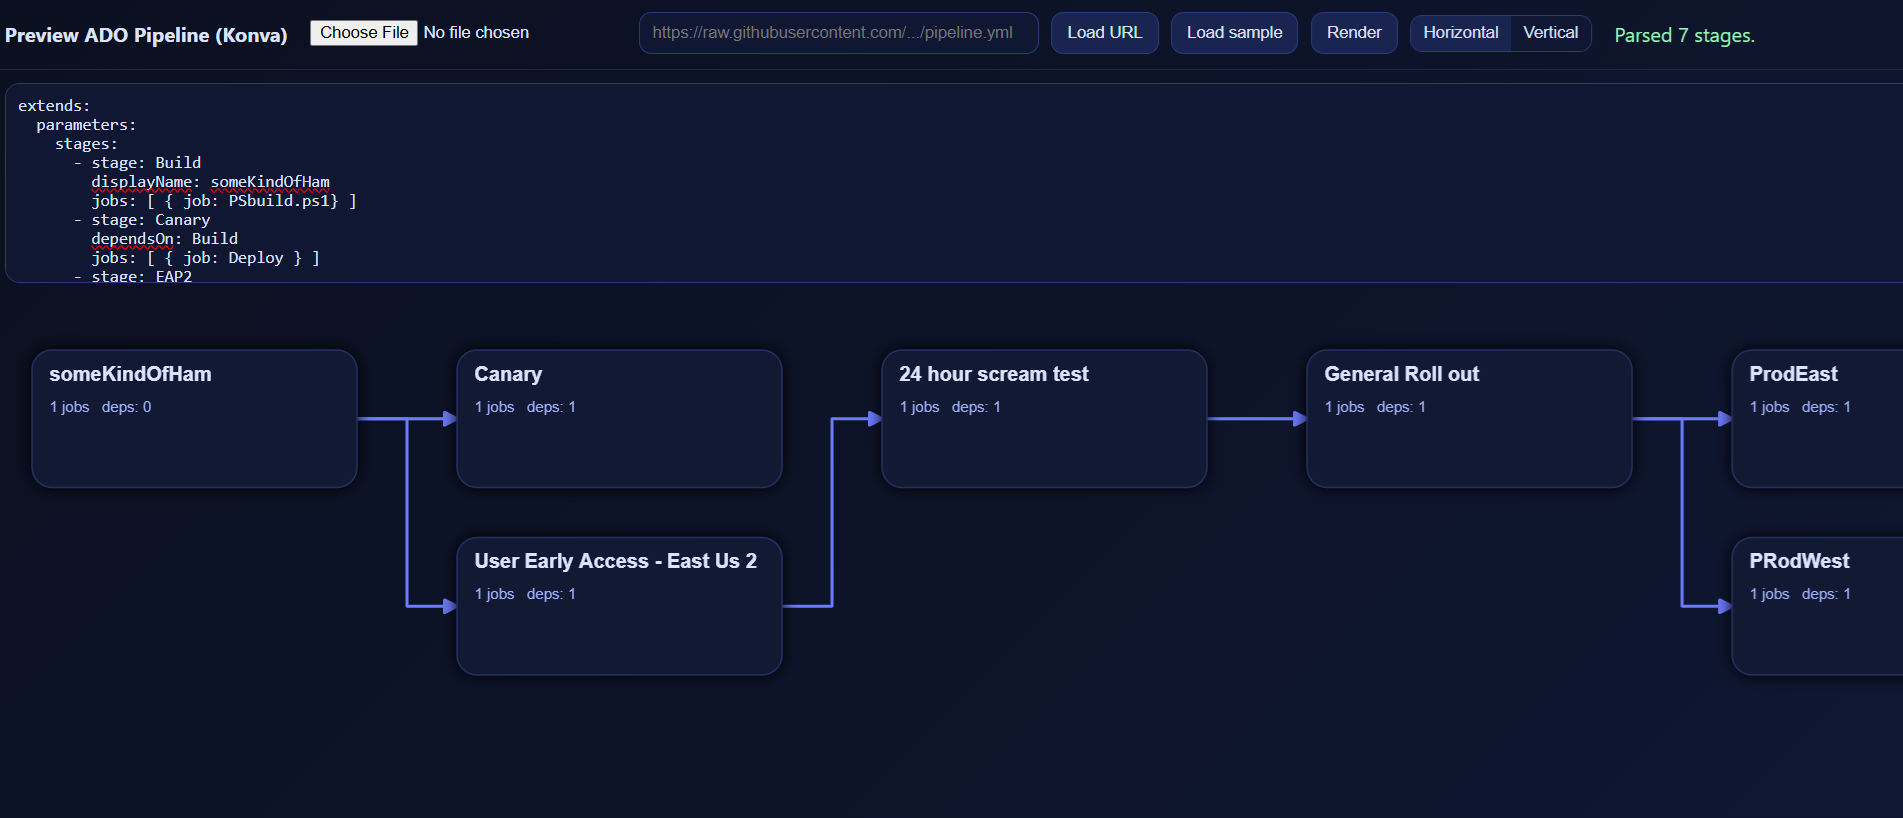 Preview ADO Pipeline (Konva) Choose File No file chosen https://raw.githubusercontent.com/.../pipeline.yml Load URL Load sample Render Horizontal Vertical Parsed 7 stages.
extends:
  parameters:
    stages:
      - stage: Build
        displayName: someKindOfHam
        jobs: [ { job: PSbuild.ps1} ]
      - stage: Canary
        dependsOn: Build
        jobs: [ { job: Deploy } ]
      - stage: EAP2
someKindOfHam
1 jobs deps: 0
Canary
1 jobs deps: 1
24 hour scream test
1 jobs deps: 1
General Roll out
1 jobs deps: 1
ProdEast
1 jobs deps: 1
User Early Access - East Us 2
1 jobs deps: 1
PRodWest
1 jobs deps: 1